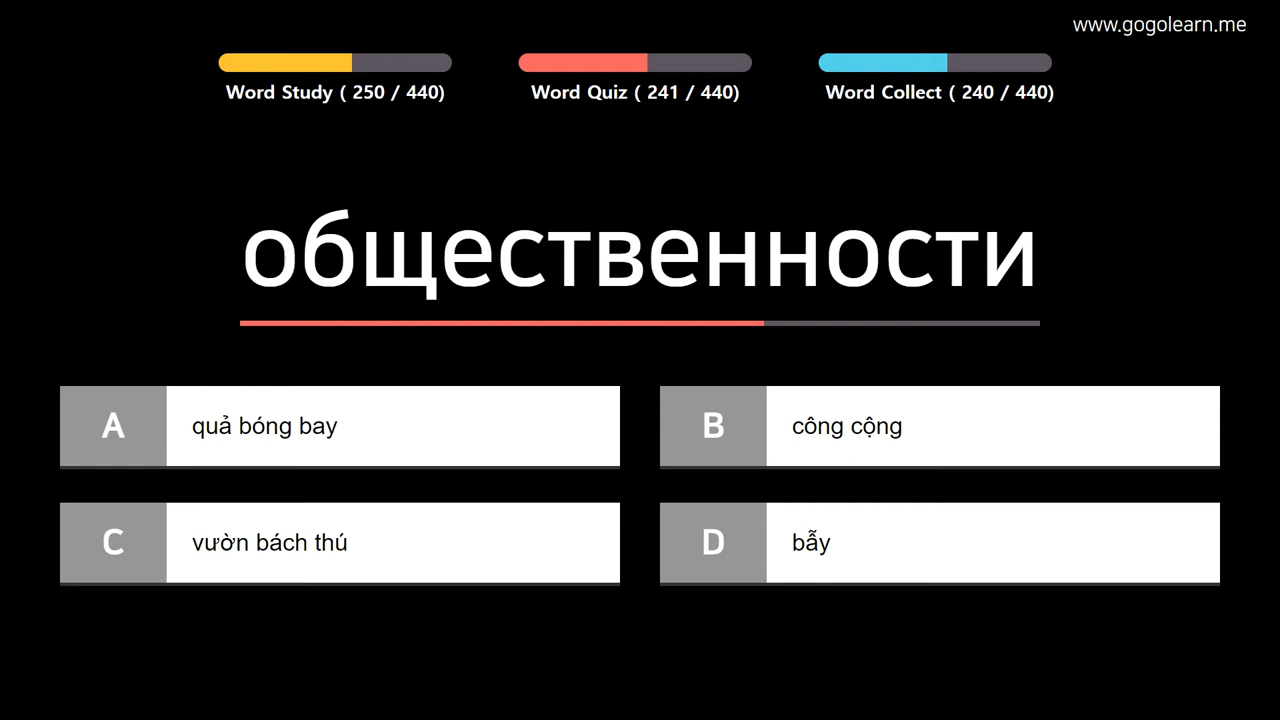 www.gogolearn.me
Word Study ( 250 / 440)
Word Quiz ( 241 / 440)
Word Collect ( 240 / 440)
общественности
A quả bóng bay
B công cộng
C vườn bách thú
D bẫy